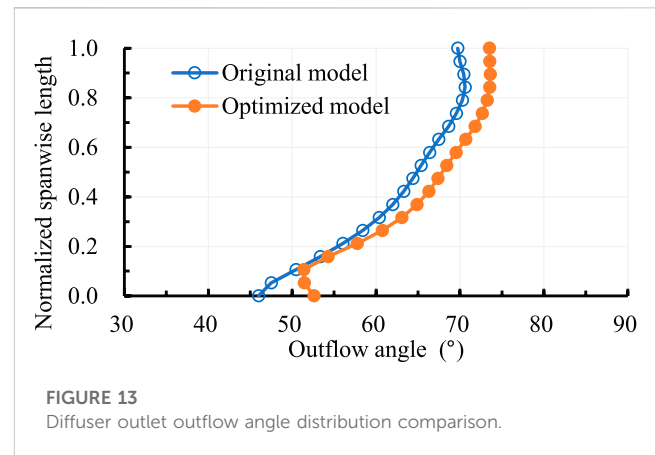 1.0
0.8
0.6
0.4
0.2
0.0
Normalized spanwise length
Original model
Optimized model
30 40 50 60 70 80 90
Outflow angle (°)
FIGURE 13
Diffuser outlet outflow angle distribution comparison.